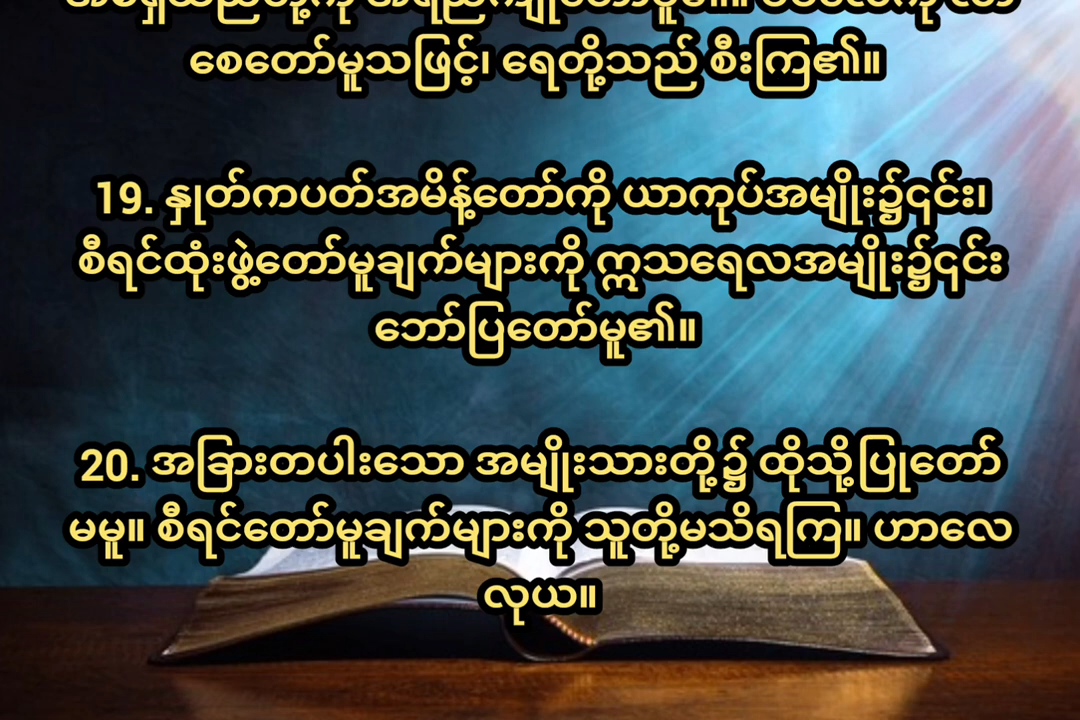 စေတော်မူသဖြင့်၊ ရေတို့သည် စီးကြ၏။
19. နှုတ်ကပတ်အမိန့်တော်ကို ယာကုပ်အမျိုး၌၎င်း၊
စီရင်ထုံးဖွဲ့တော်မူချက်များကို ဣသရေလအမျိုး၌၎င်း
ဘော်ပြတော်မူ၏။
20. အခြားတပါးသော အမျိုးသားတို့၌ ထိုသို့ပြုတော်
မမူ။ စီရင်တော်မူချက်များကို သူတို့မသိရကြ။ ဟာလေ
လုယ။